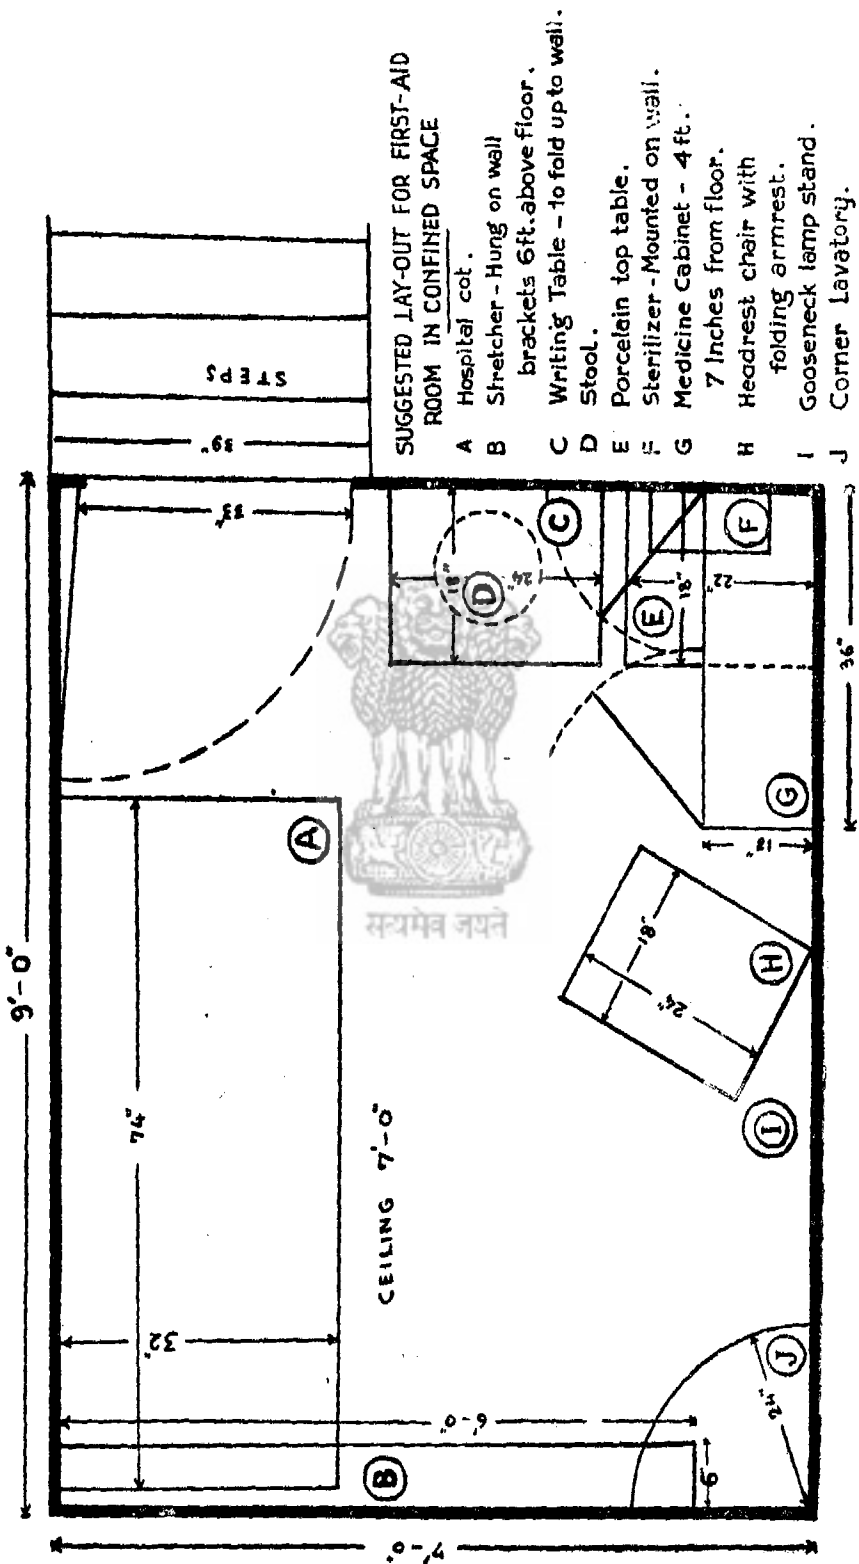 SUGGESTED LAY-OUT FOR FIRST-AID
ROOM IN CONFINED SPACE
A Hospital cot.
B Stretcher - Hung on wall
brackets 6ft. above floor.
C Writing Table - to fold up to wall.
D Stool.
E Porcelain top table.
F Sterilizer - Mounted on wall.
G Medicine Cabinet - 4 ft.
7 Inches from floor.
H Headrest chair with
folding armrest.
I Gooseneck lamp stand.
J Corner Lavatory.
9'-0"
7'-0"
STEPS
39"
33"
74"
32"
A
CEILING 7'-0"
6'-0"
6
B
18"
24"
D
C
E
18"
22"
F
36"
G
18"
H
18"
24"
I
J
24"
सत्यमेव जयते